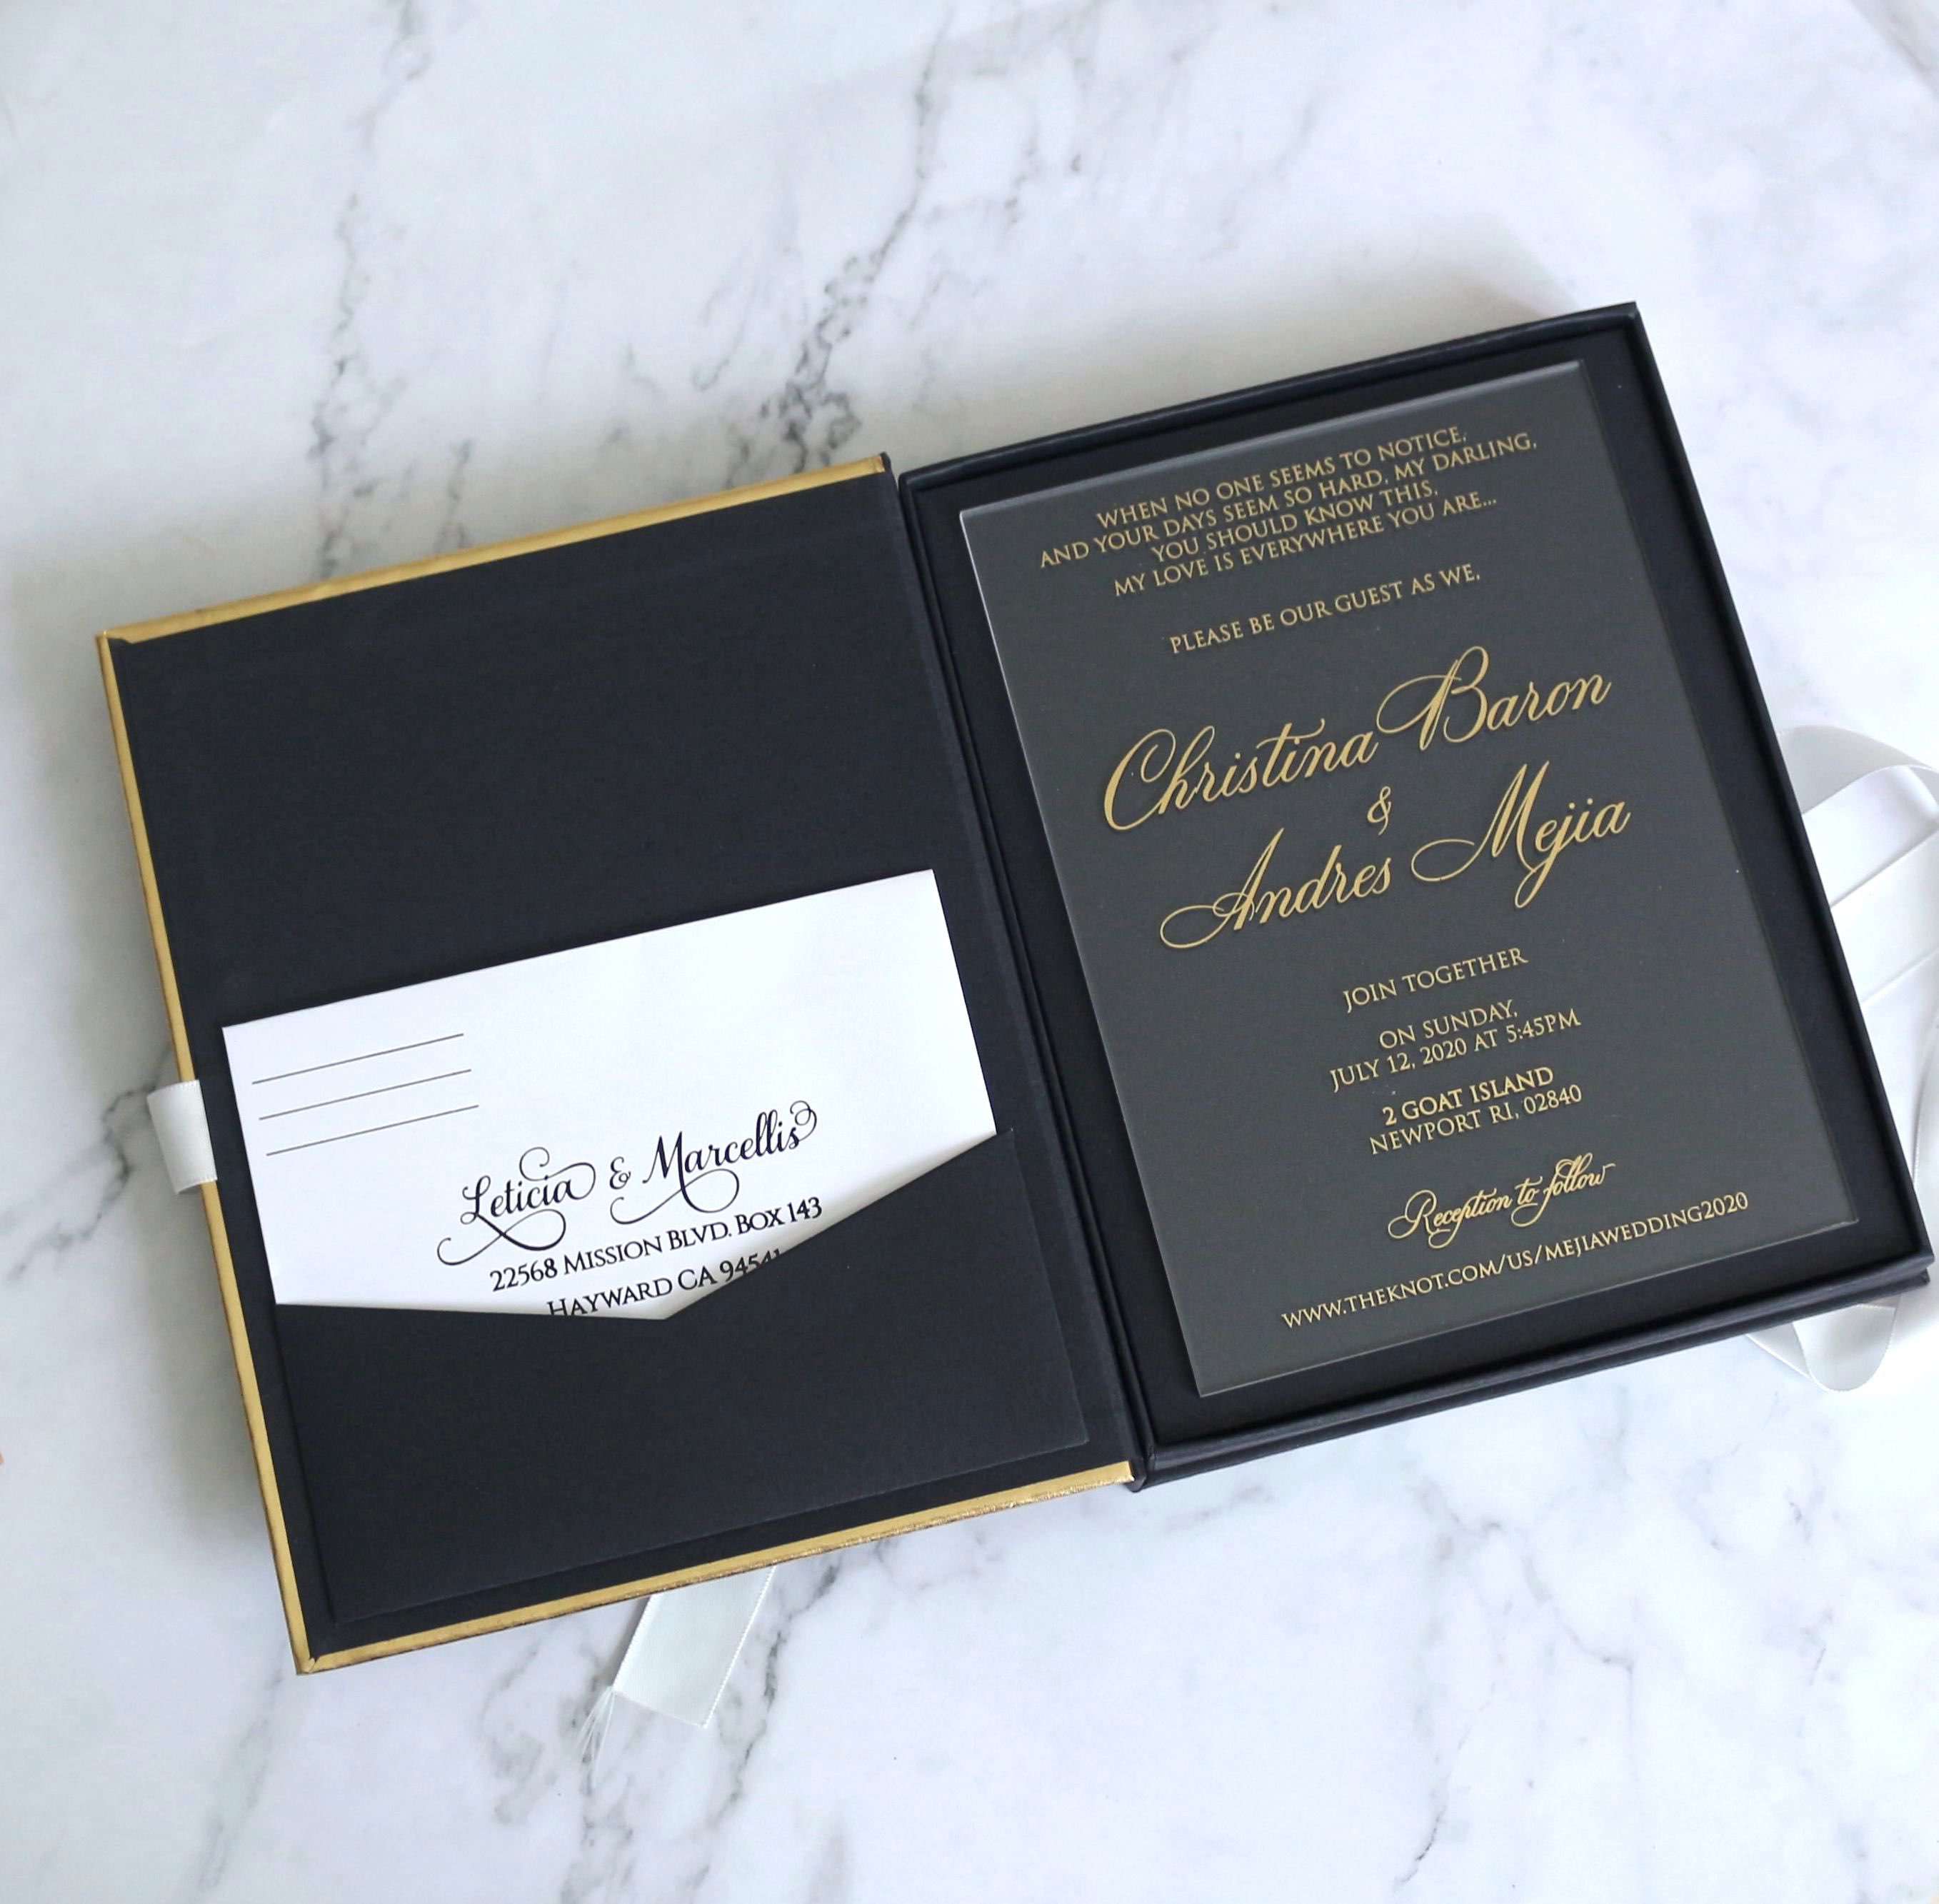 Leticia & Marcellis
22568 MISSION BLVD. BOX 143
HAYWARD CA 94541
WHEN NO ONE SEEMS TO NOTICE,
AND YOUR DAYS SEEM SO HARD, MY DARLING,
YOU SHOULD KNOW THIS,
MY LOVE IS EVERYWHERE YOU ARE...
PLEASE BE OUR GUEST AS WE,
Christina Baron
&
Andres Mejia
JOIN TOGETHER
ON SUNDAY,
JULY 12, 2020 AT 5:45PM
2 GOAT ISLAND
NEWPORT RI, 02840
Reception to follow
WWW.THEKNOT.COM/US/MEJIAWEDDING2020